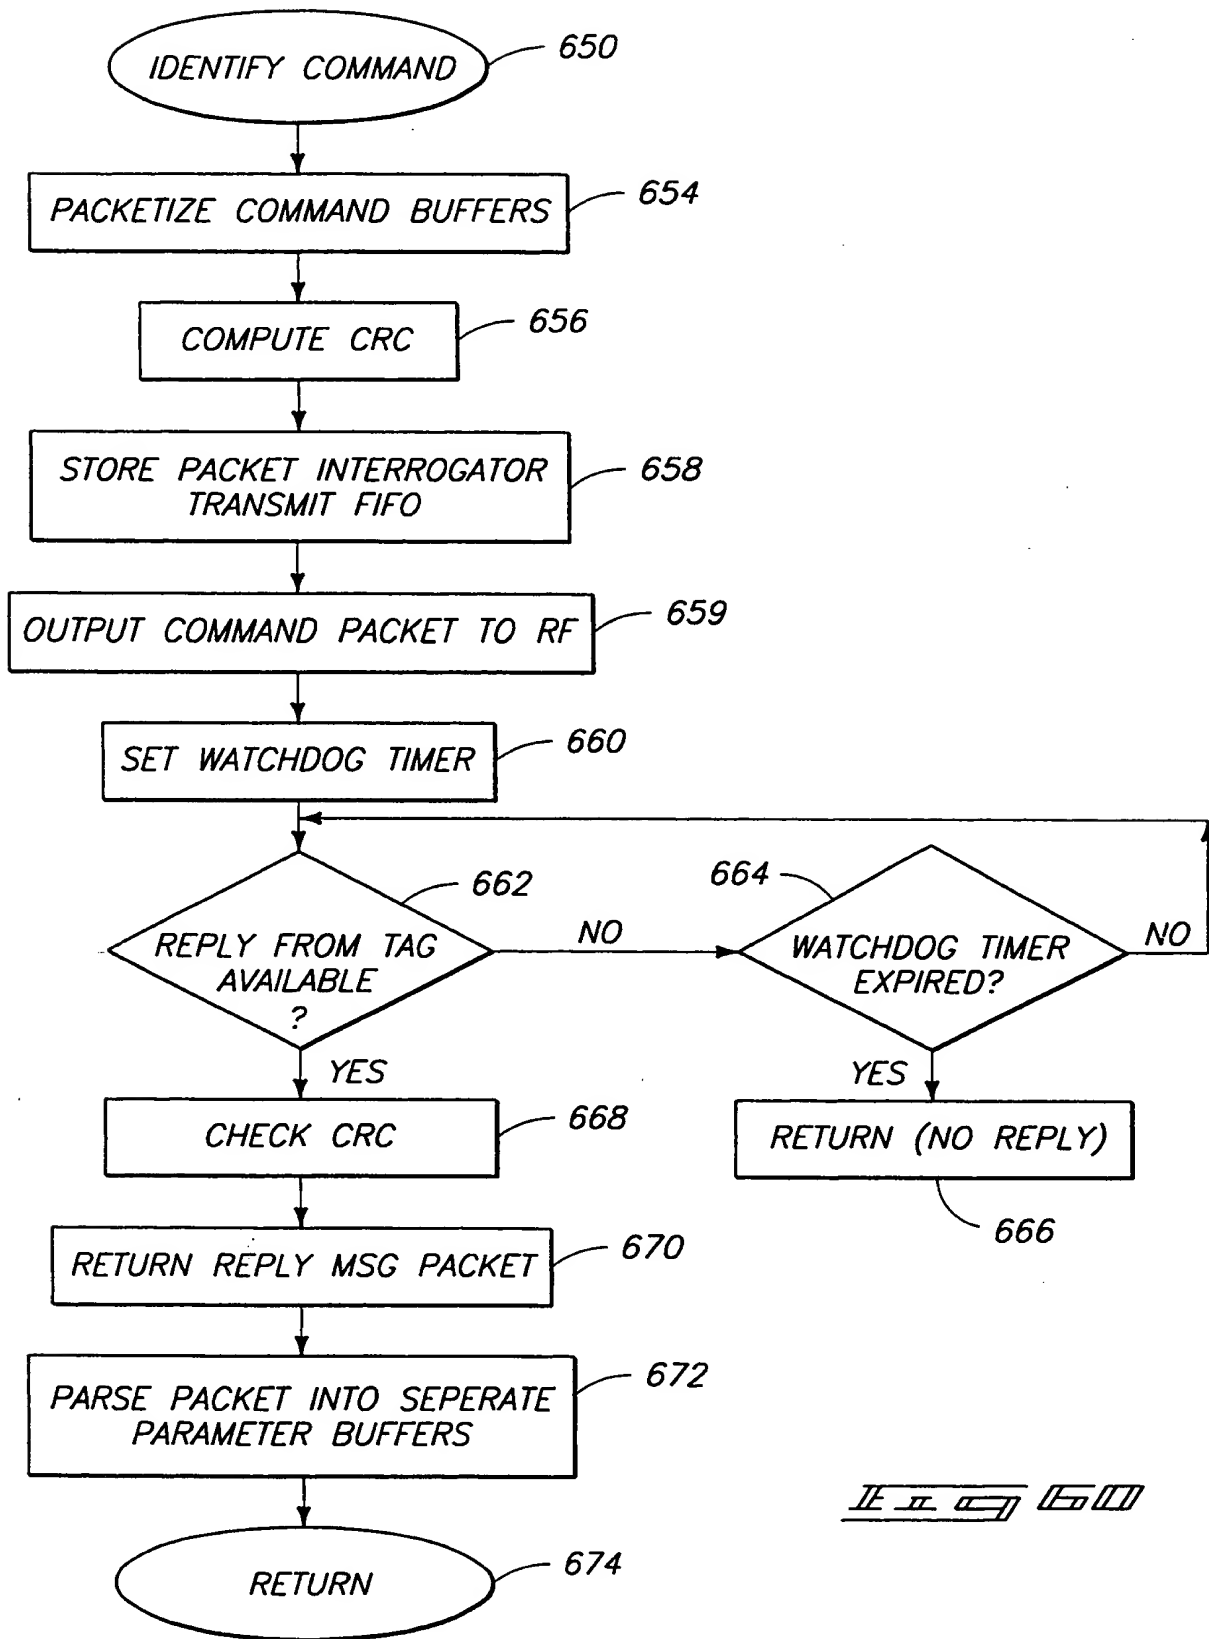 IDENTIFY COMMAND
650
PACKETIZE COMMAND BUFFERS
654
COMPUTE CRC
656
STORE PACKET INTERROGATOR
TRANSMIT FIFO
658
OUTPUT COMMAND PACKET TO RF
659
SET WATCHDOG TIMER
660
662
REPLY FROM TAG
AVAILABLE
?
NO
664
WATCHDOG TIMER
EXPIRED?
NO
YES
YES
CHECK CRC
668
RETURN (NO REPLY)
666
RETURN REPLY MSG PACKET
670
PARSE PACKET INTO SEPERATE
PARAMETER BUFFERS
672
RETURN
674
FIG 60